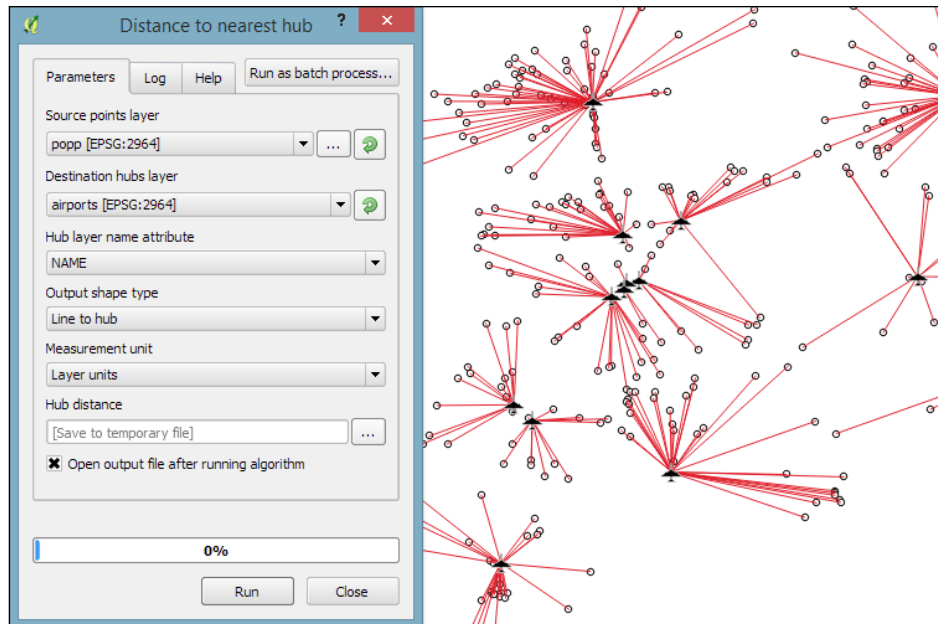 Distance to nearest hub ?
Parameters Log Help Run as batch process...
Source points layer
popp [EPSG:2964] ...
Destination hubs layer
airports [EPSG:2964]
Hub layer name attribute
NAME
Output shape type
Line to hub
Measurement unit
Layer units
Hub distance
[Save to temporary file] ...
Open output file after running algorithm
0%
Run Close